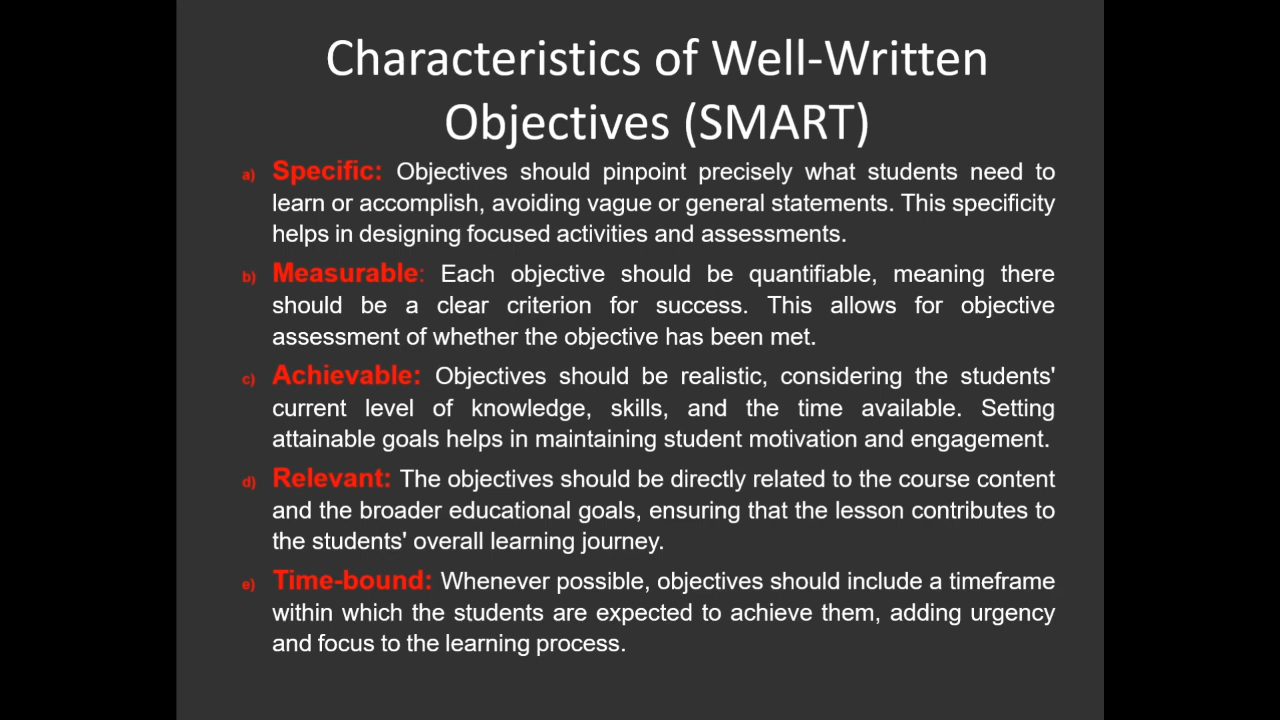 Characteristics of Well-Written
Objectives (SMART)
a) Specific: Objectives should pinpoint precisely what students need to
learn or accomplish, avoiding vague or general statements. This specificity
helps in designing focused activities and assessments.
b) Measurable: Each objective should be quantifiable, meaning there
should be a clear criterion for success. This allows for objective
assessment of whether the objective has been met.
c) Achievable: Objectives should be realistic, considering the students'
current level of knowledge, skills, and the time available. Setting
attainable goals helps in maintaining student motivation and engagement.
d) Relevant: The objectives should be directly related to the course content
and the broader educational goals, ensuring that the lesson contributes to
the students' overall learning journey.
e) Time-bound: Whenever possible, objectives should include a timeframe
within which the students are expected to achieve them, adding urgency
and focus to the learning process.